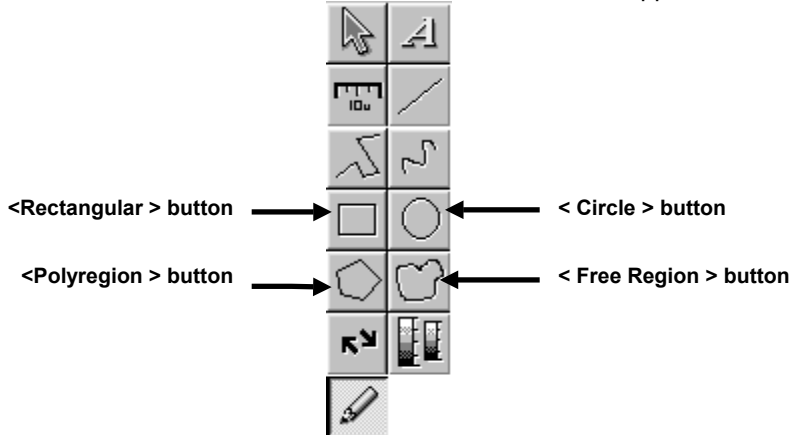 A
10u
<Rectangular > button
< Circle > button
<Polyregion > button
< Free Region > button